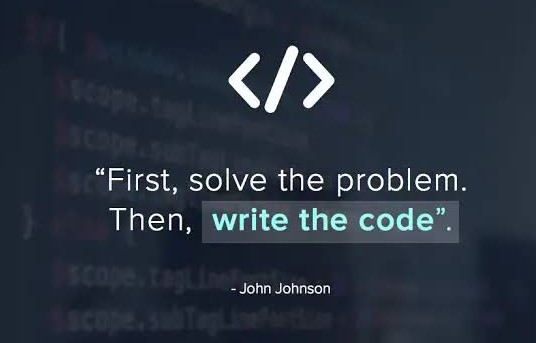 </>
“First, solve the problem.
Then, write the code”.
- John Johnson